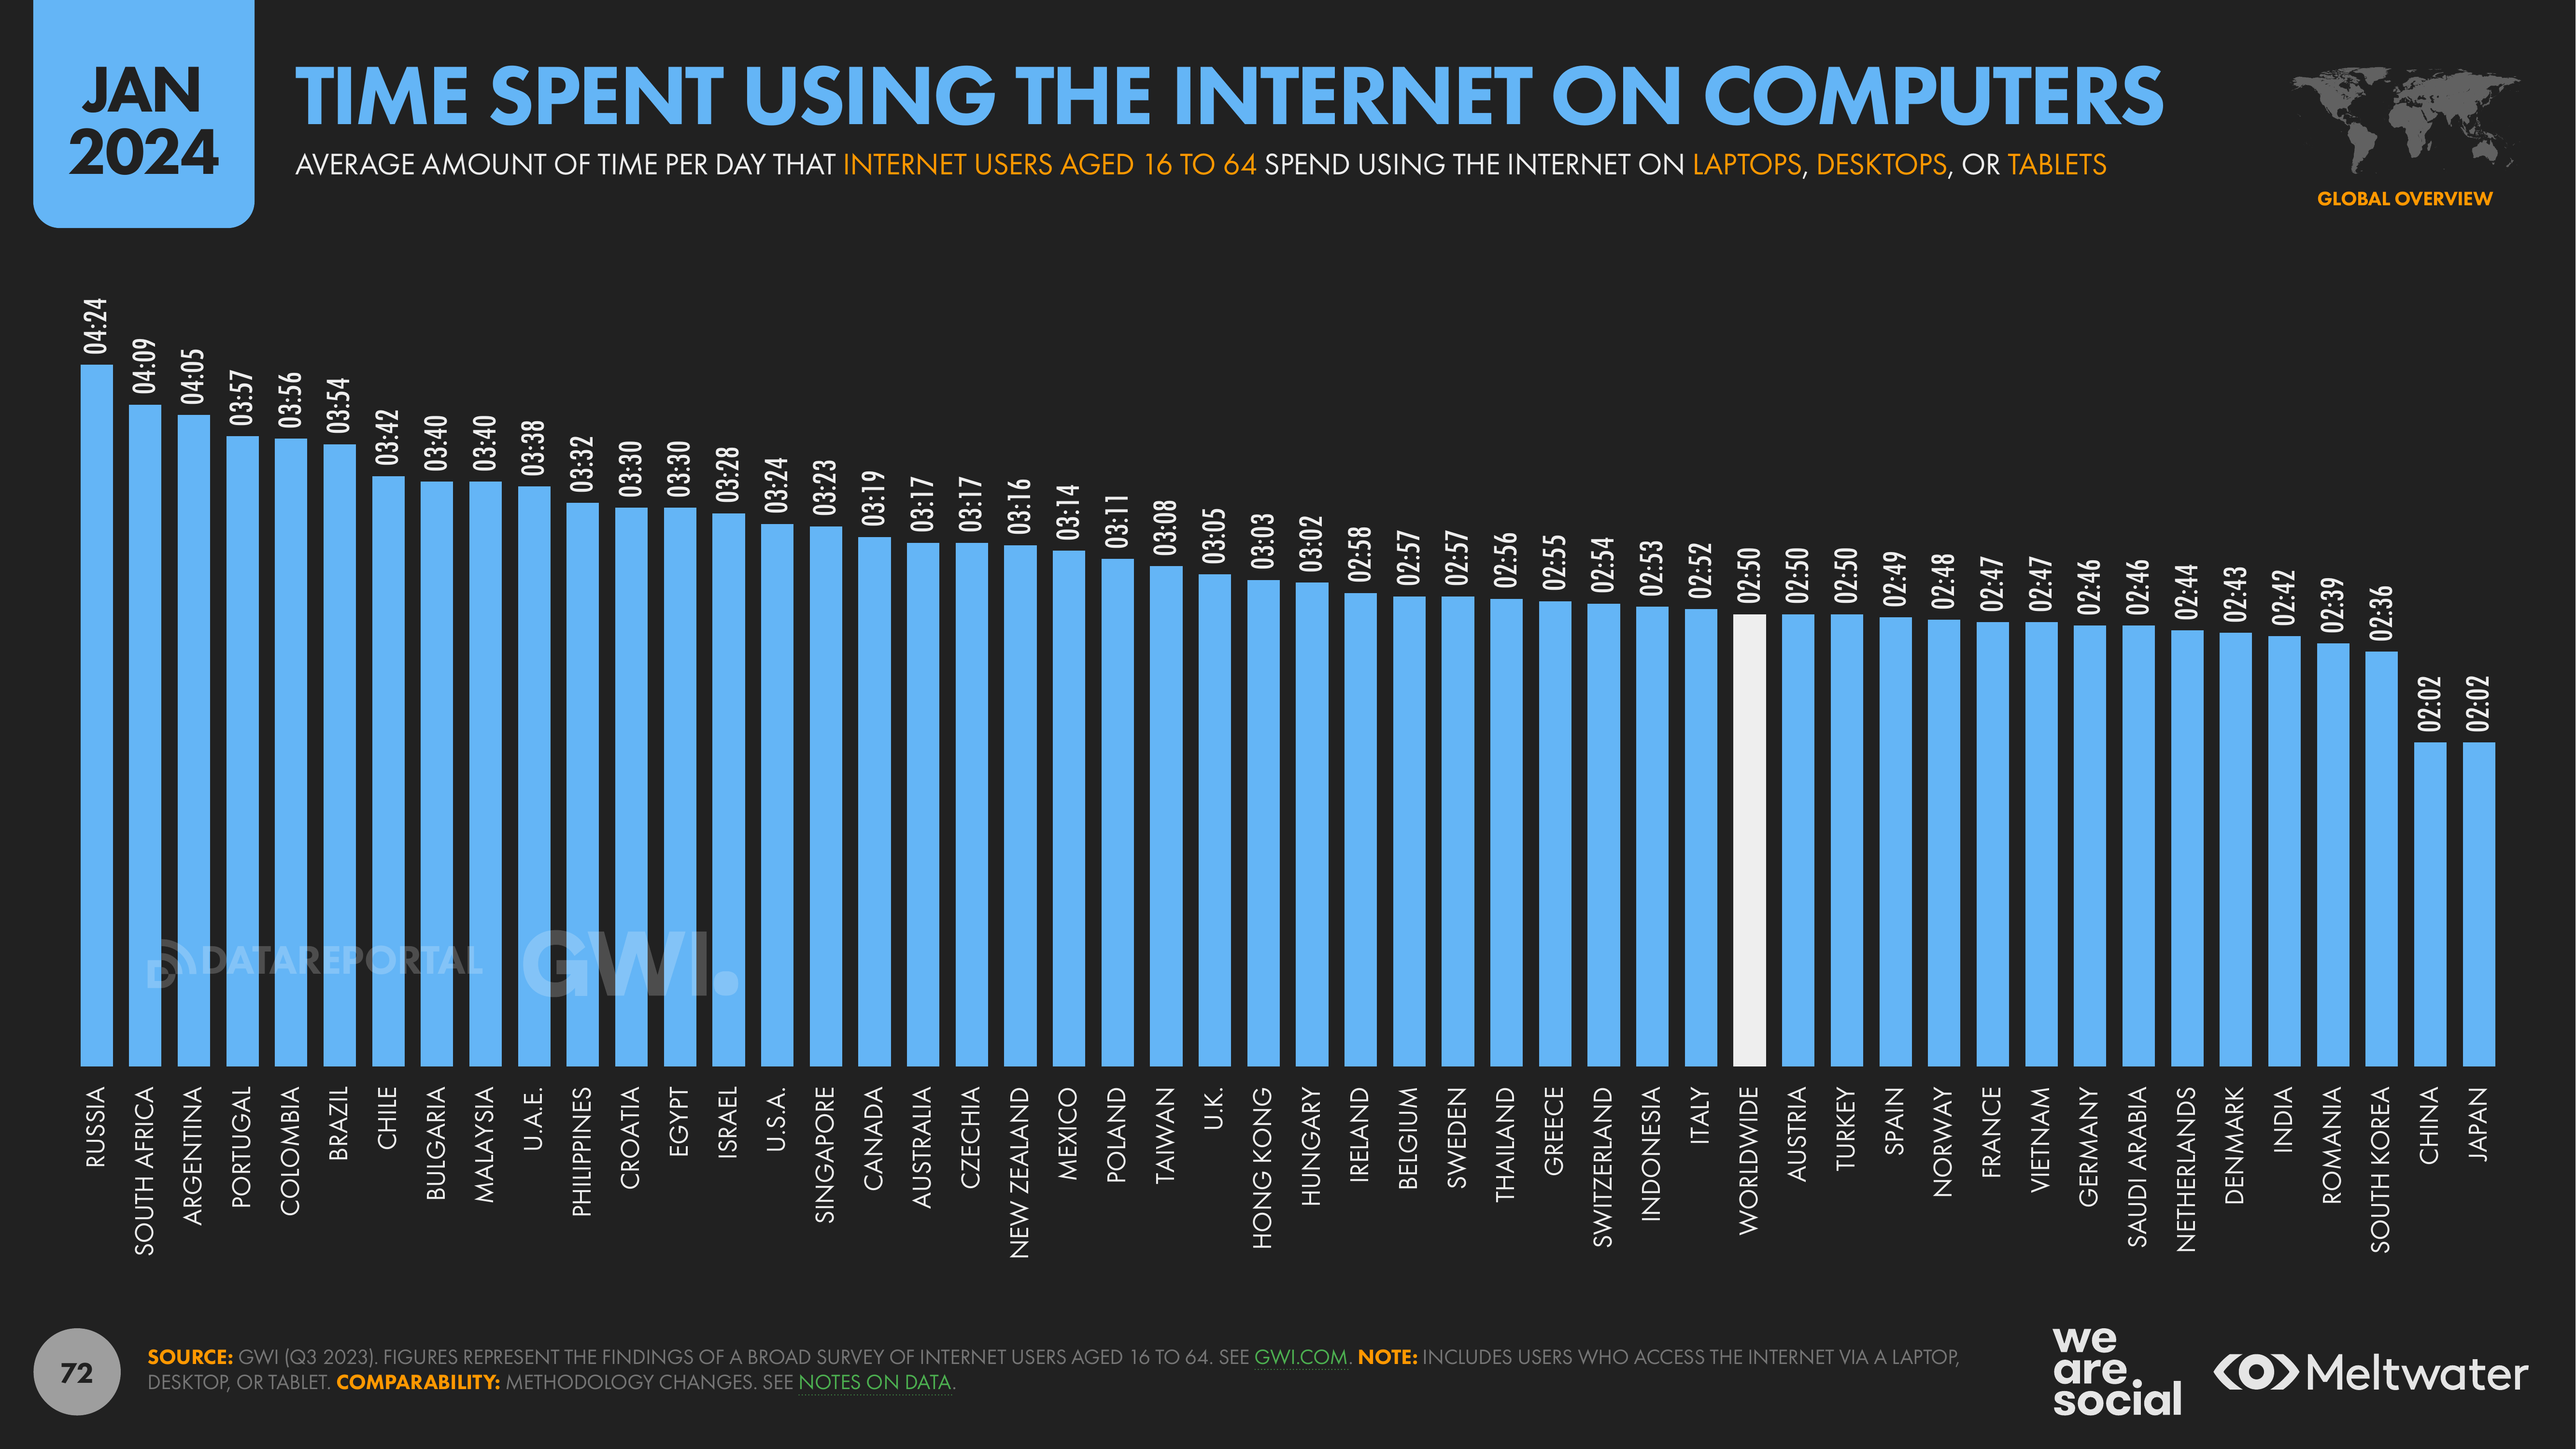 JAN
2024
TIME SPENT USING THE INTERNET ON COMPUTERS
AVERAGE AMOUNT OF TIME PER DAY THAT INTERNET USERS AGED 16 TO 64 SPEND USING THE INTERNET ON LAPTOPS, DESKTOPS, OR TABLETS
GLOBAL OVERVIEW
04:24
04:09
04:05
03:57
03:56
03:54
03:42
03:40
03:40
03:38
03:32
03:30
03:30
03:28
03:24
03:23
03:19
03:17
03:17
03:16
03:14
03:11
03:08
03:05
03:03
03:02
02:58
02:57
02:57
02:56
02:55
02:54
02:53
02:52
02:50
02:50
02:50
02:49
02:48
02:47
02:47
02:46
02:46
02:44
02:43
02:42
02:39
02:36
02:02
02:02
DATAREPORTAL
GWI.
RUSSIA
SOUTH AFRICA
ARGENTINA
PORTUGAL
COLOMBIA
BRAZIL
CHILE
BULGARIA
MALAYSIA
U.A.E.
PHILIPPINES
CROATIA
EGYPT
ISRAEL
U.S.A.
SINGAPORE
CANADA
AUSTRALIA
CZECHIA
NEW ZEALAND
MEXICO
POLAND
TAIWAN
U.K.
HONG KONG
HUNGARY
IRELAND
BELGIUM
SWEDEN
THAILAND
GREECE
SWITZERLAND
INDONESIA
ITALY
WORLDWIDE
AUSTRIA
TURKEY
SPAIN
NORWAY
FRANCE
VIETNAM
GERMANY
SAUDI ARABIA
NETHERLANDS
DENMARK
INDIA
ROMANIA
SOUTH KOREA
CHINA
JAPAN
72
SOURCE: GWI (Q3 2023). FIGURES REPRESENT THE FINDINGS OF A BROAD SURVEY OF INTERNET USERS AGED 16 TO 64. SEE GWI.COM. NOTE: INCLUDES USERS WHO ACCESS THE INTERNET VIA A LAPTOP,
DESKTOP, OR TABLET. COMPARABILITY: METHODOLOGY CHANGES. SEE NOTES ON DATA.
we
are
social
Meltwater